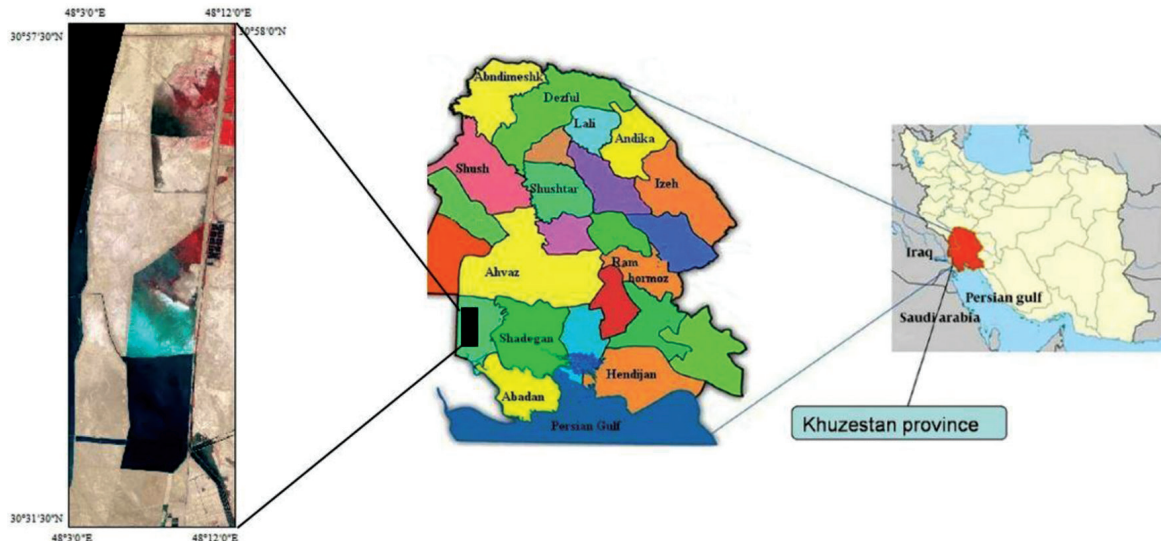 48°3'0"E 48°12'0"E
30°57'30"N 30°58'0"N
30°31'30"N
48°3'0"E 48°12'0"E
Abndimeshk
Dezful
Lali
Andika
Shush
Shushtar
Izeh
Ahvaz
Ram
hormoz
Shadegan
Hendijan
Abadan
Persian Gulf
Iraq
Persian gulf
Saudi arabia
Khuzestan province